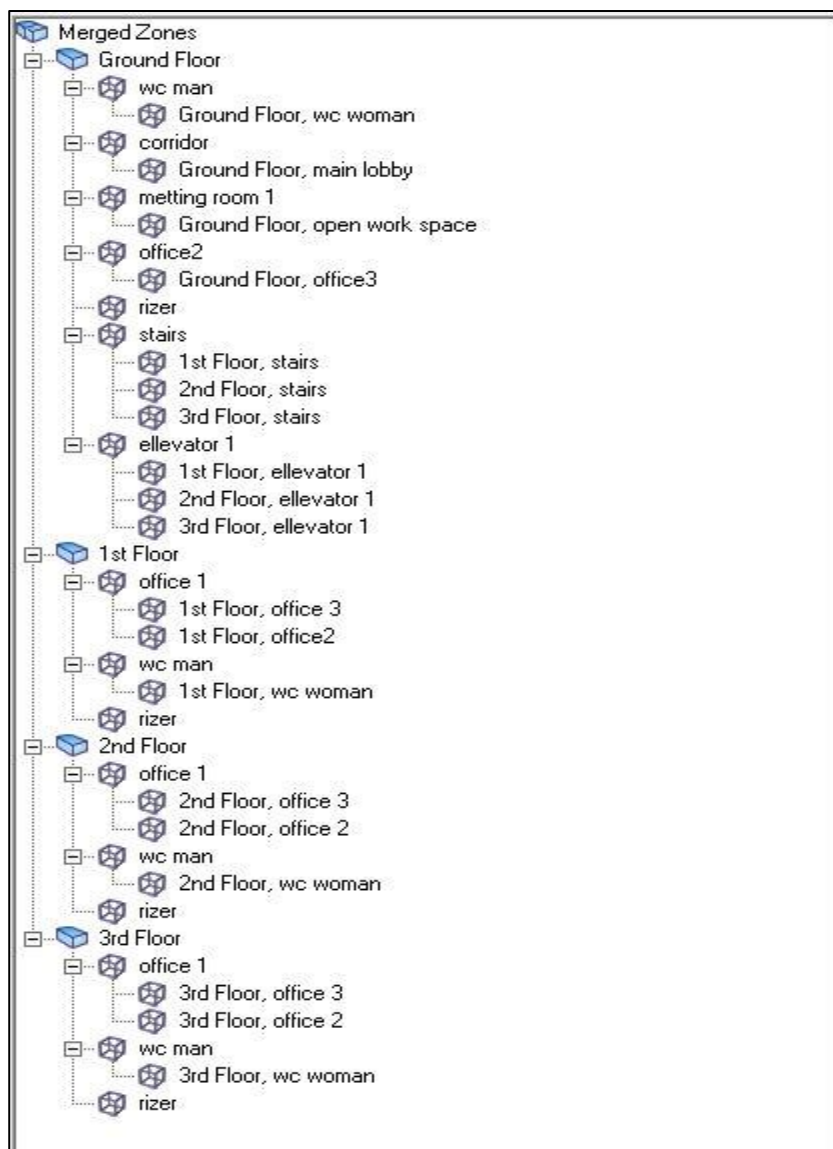 Merged Zones
Ground Floor
wc man
Ground Floor, wc woman
corridor
Ground Floor, main lobby
metting room 1
Ground Floor, open work space
office2
Ground Floor, office3
rizer
stairs
1st Floor, stairs
2nd Floor, stairs
3rd Floor, stairs
ellevator 1
1st Floor, ellevator 1
2nd Floor, ellevator 1
3rd Floor, ellevator 1
1st Floor
office 1
1st Floor, office 3
1st Floor, office2
wc man
1st Floor, wc woman
rizer
2nd Floor
office 1
2nd Floor, office 3
2nd Floor, office 2
wc man
2nd Floor, wc woman
rizer
3rd Floor
office 1
3rd Floor, office 3
3rd Floor, office 2
wc man
3rd Floor, wc woman
rizer